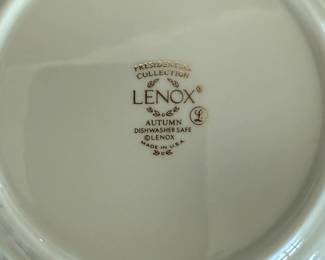 PRESIDENTIAL
COLLECTION
LENOX®
L
AUTUMN
DISHWASHER SAFE
©LENOX
MADE IN U.S.A.